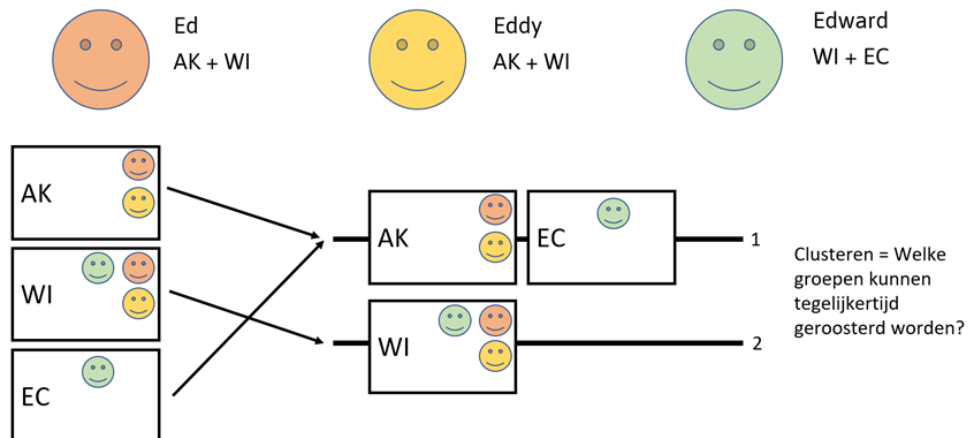 Ed
AK + WI
Eddy
AK + WI
Edward
WI + EC
AK
WI
EC
AK
EC
1
WI
2
Clusteren = Welke
groepen kunnen
tegelijkertijd
geroosterd worden?